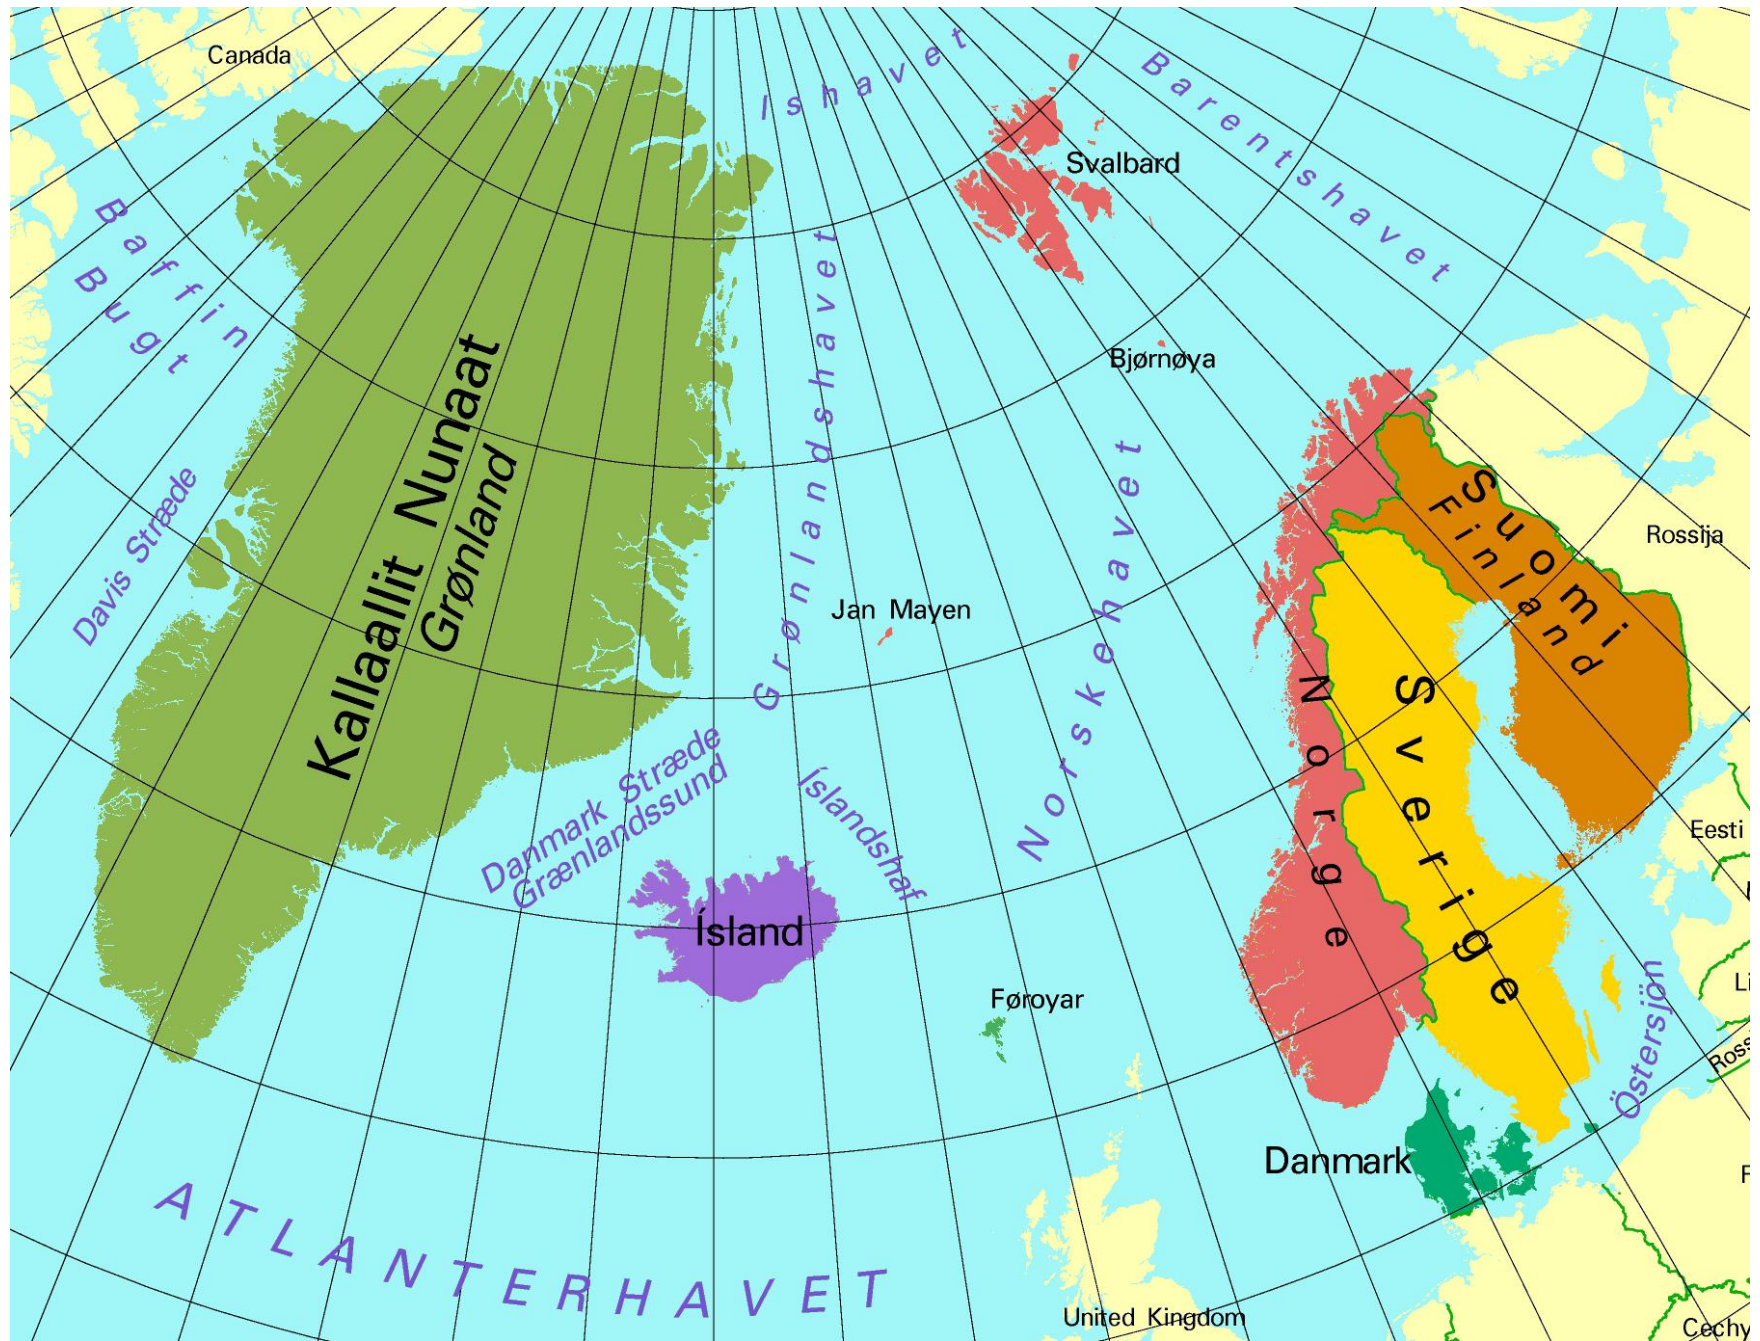 Canada
Ishavet
Barentshavet
Svalbard
Baffin
Bugt
Grønlandshavet
Bjørnøya
Kallaallit Nunaat
Grønland
Davis Stræde
Norskehavet
Suomi
Finland
Rossija
Jan Mayen
Norge
Sverige
Danmark Stræde
Grænlandssund
Íslandshaf
Eesti
Ísland
Føroyar
Östersjön
Danmark
ATLANTERHAVET
United Kingdom